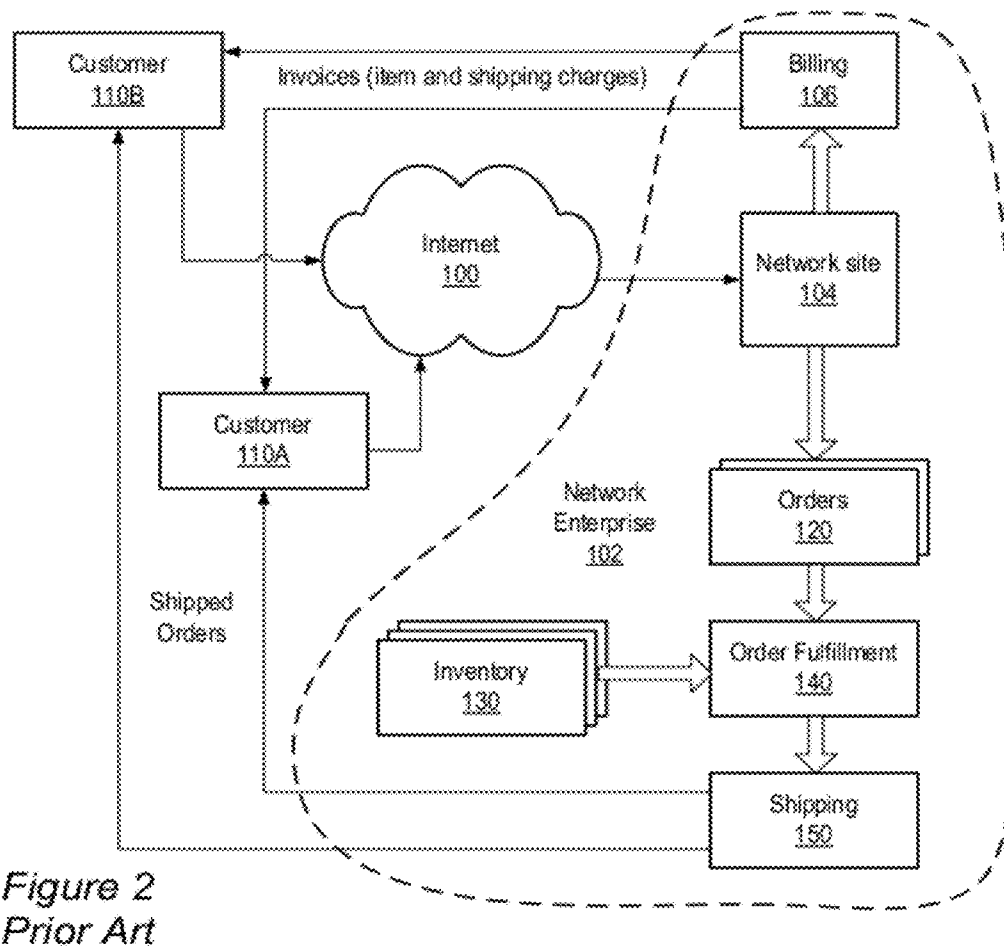 Customer
110B
Invoices (item and shipping charges)
Billing
106
Internet
100
Network site
104
Customer
110A
Network
Enterprise
102
Orders
120
Shipped
Orders
Inventory
130
Order Fulfillment
140
Shipping
150
Figure 2
Prior Art